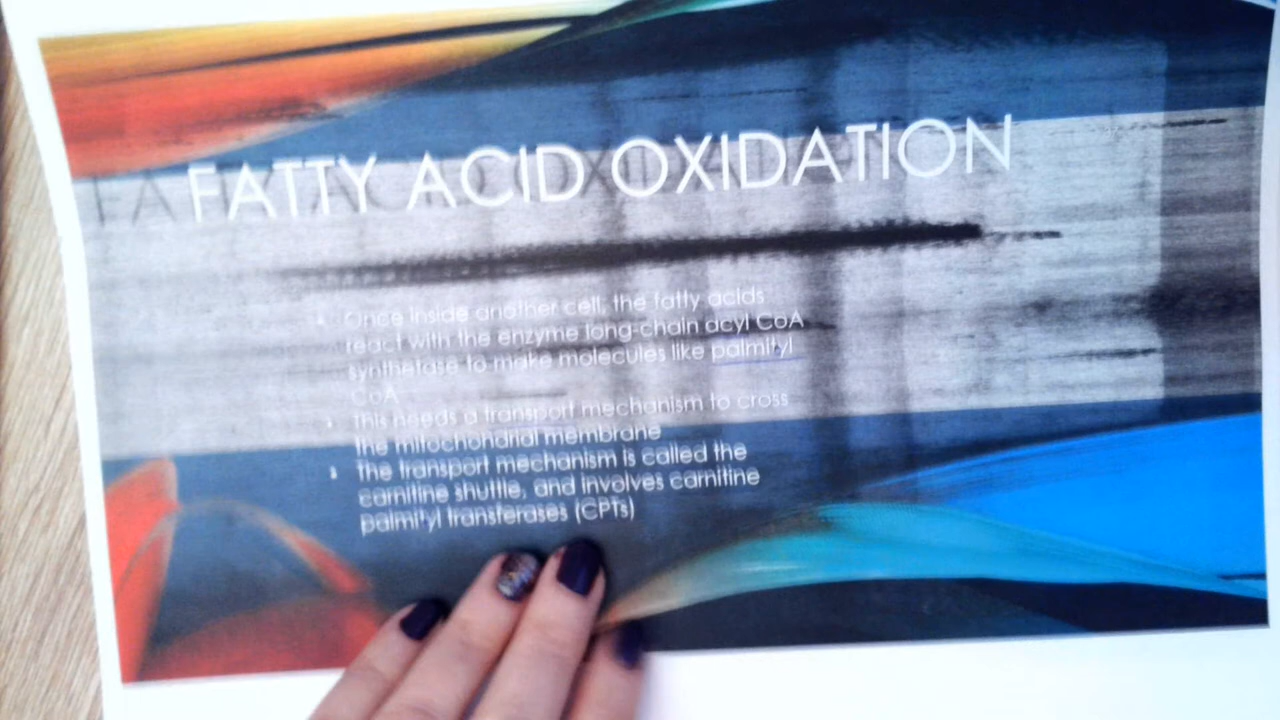 FATTY ACID OXIDATION
• Once inside another cell, the fatty acids
react with the enzyme long-chain acyl CoA
synthetase to make molecules like palmityl
CoA
• This needs a transport mechanism to cross
the mitochondrial membrane
• The transport mechanism is called the
carnitine shuttle, and involves carnitine
palmityl transferases (CPTs)